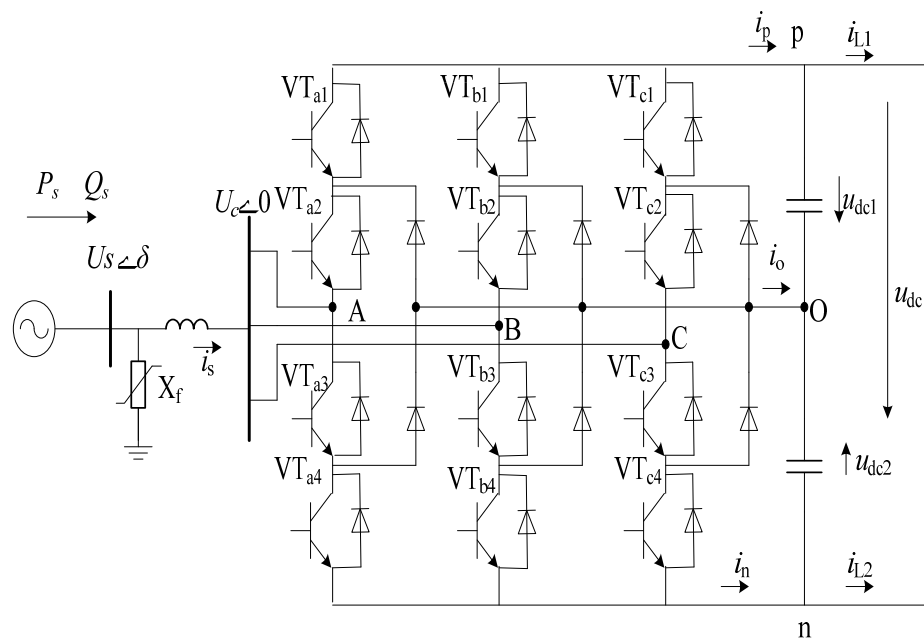 i_p p i_L1
VT_a1 VT_b1 VT_c1
P_s Q_s
U_c∠0 VT_a2 VT_b2 VT_c2 u_dc1
Us∠δ i_o u_dc
A B C O
i_s
X_f VT_a3 VT_b3 VT_c3
VT_a4 VT_b4 VT_c4 u_dc2
i_n i_L2
n